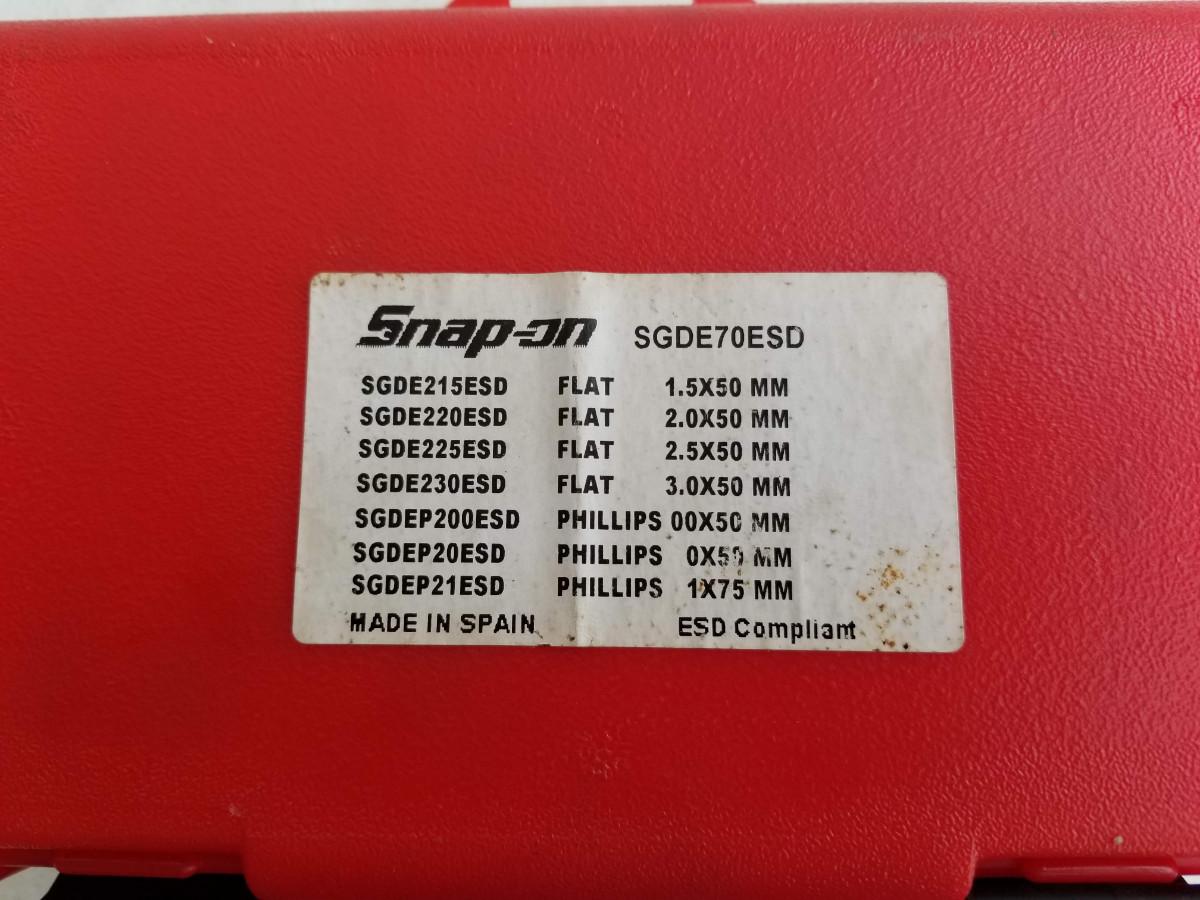 Snap-on SGDE70ESD
SGDE215ESD FLAT 1.5X50 MM
SGDE220ESD FLAT 2.0X50 MM
SGDE225ESD FLAT 2.5X50 MM
SGDE230ESD FLAT 3.0X50 MM
SGDEP200ESD PHILLIPS 00X50 MM
SGDEP20ESD PHILLIPS 0X50 MM
SGDEP21ESD PHILLIPS 1X75 MM
MADE IN SPAIN ESD Compliant